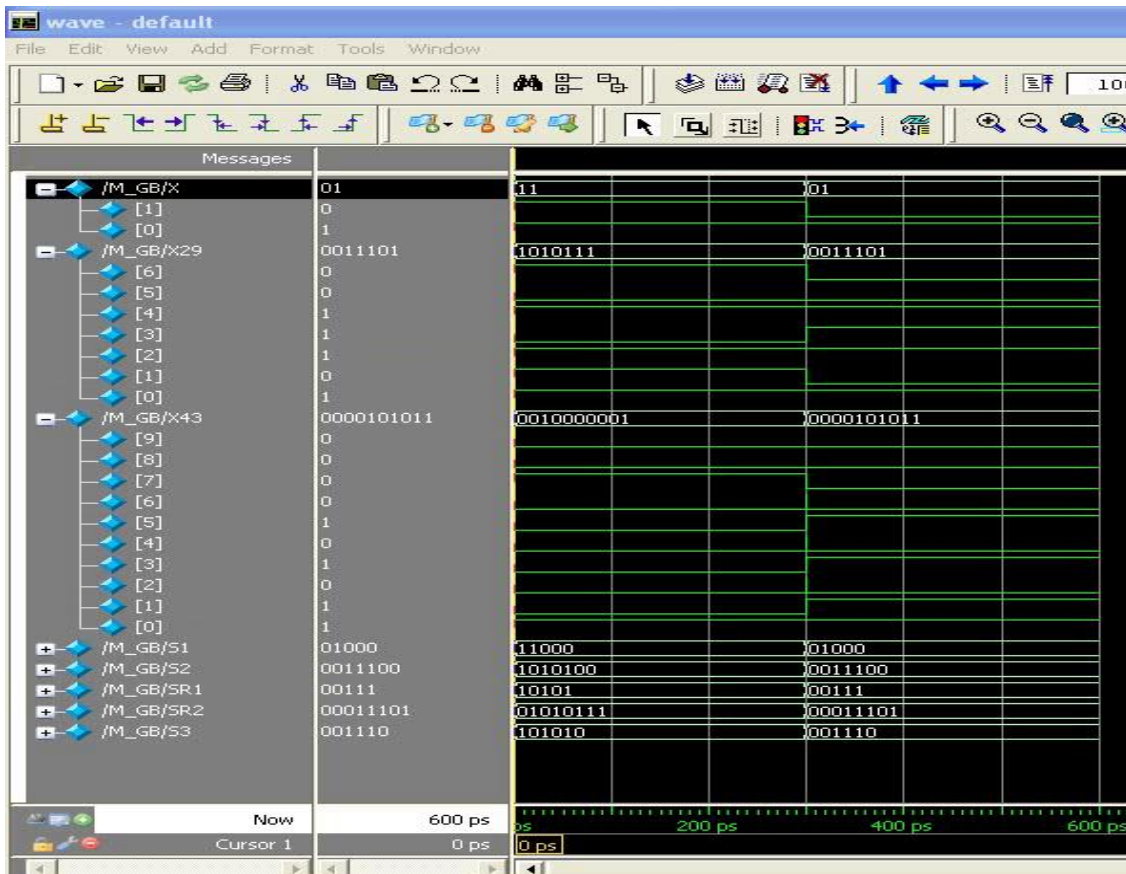 wave - default
File Edit View Add Format Tools Window
Messages
/M_GB/X 01 11 01
[1] 0
[0] 1
/M_GB/X29 0011101 1010111 0011101
[6] 0
[5] 0
[4] 1
[3] 1
[2] 1
[1] 0
[0] 1
/M_GB/X43 0000101011 0010000001 0000101011
[9] 0
[8] 0
[7] 0
[6] 0
[5] 1
[4] 0
[3] 1
[2] 0
[1] 1
[0] 1
/M_GB/S1 01000 11000 01000
/M_GB/S2 0011100 1010100 0011100
/M_GB/SR1 00111 10101 00111
/M_GB/SR2 00011101 01010111 00011101
/M_GB/S3 001110 101010 001110
Now 600 ps ps 200 ps 400 ps 600 ps
Cursor 1 0 ps 0 ps